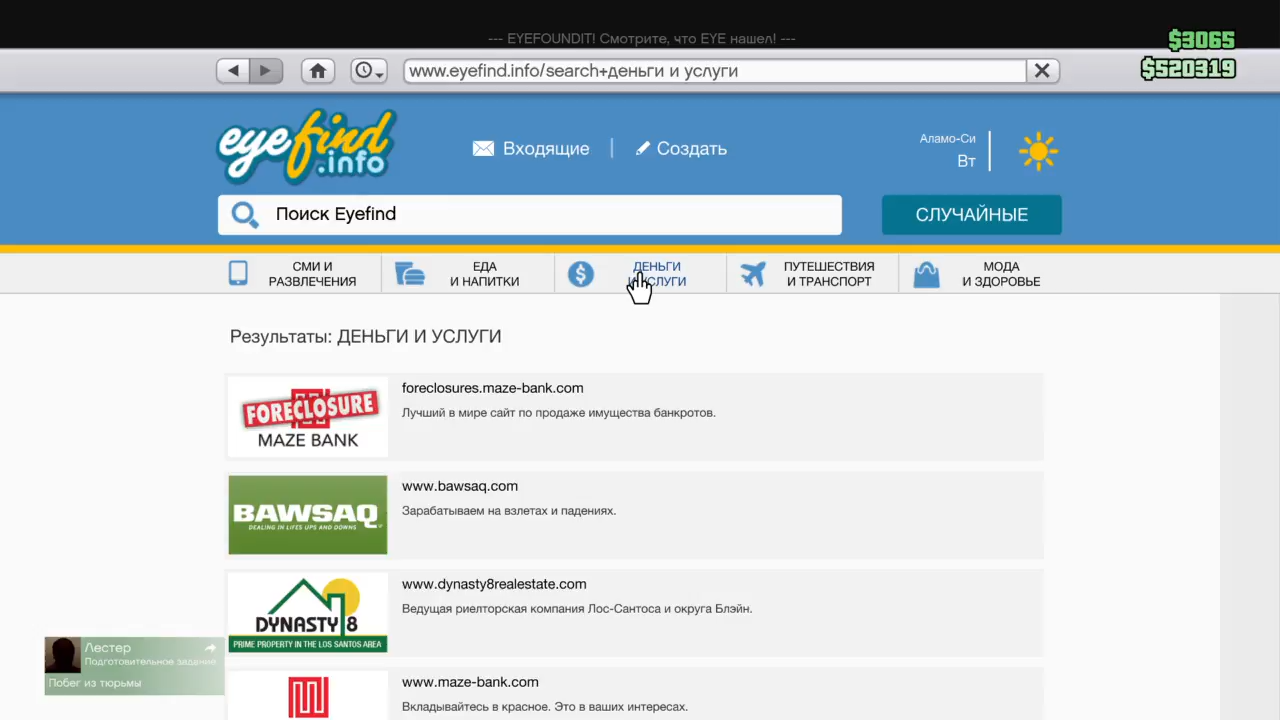 --- EYEFOUNDIT! Смотрите, что EYE нашел! ---
$3065
$520319
www.eyefind.info/search+деньги и услуги
eyefind
.info
Входящие
Создать
Аламо-Си
Вт
Поиск Eyefind
СЛУЧАЙНЫЕ
СМИ И
РАЗВЛЕЧЕНИЯ
ЕДА
И НАПИТКИ
ДЕНЬГИ
И УСЛУГИ
ПУТЕШЕСТВИЯ
И ТРАНСПОРТ
МОДА
И ЗДОРОВЬЕ
Результаты: ДЕНЬГИ И УСЛУГИ
FORECLOSURE
MAZE BANK
foreclosures.maze-bank.com
Лучший в мире сайт по продаже имущества банкротов.
BAWSAQ
DEALING IN LIFES UPS AND DOWNS
www.bawsaq.com
Зарабатываем на взлетах и падениях.
DYNASTY 8
PRIME PROPERTY IN THE LOS SANTOS AREA
www.dynasty8realestate.com
Ведущая риелторская компания Лос-Сантоса и округа Блэйн.
Лестер
Подготовительное задание
Побег из тюрьмы
www.maze-bank.com
Вкладывайтесь в красное. Это в ваших интересах.